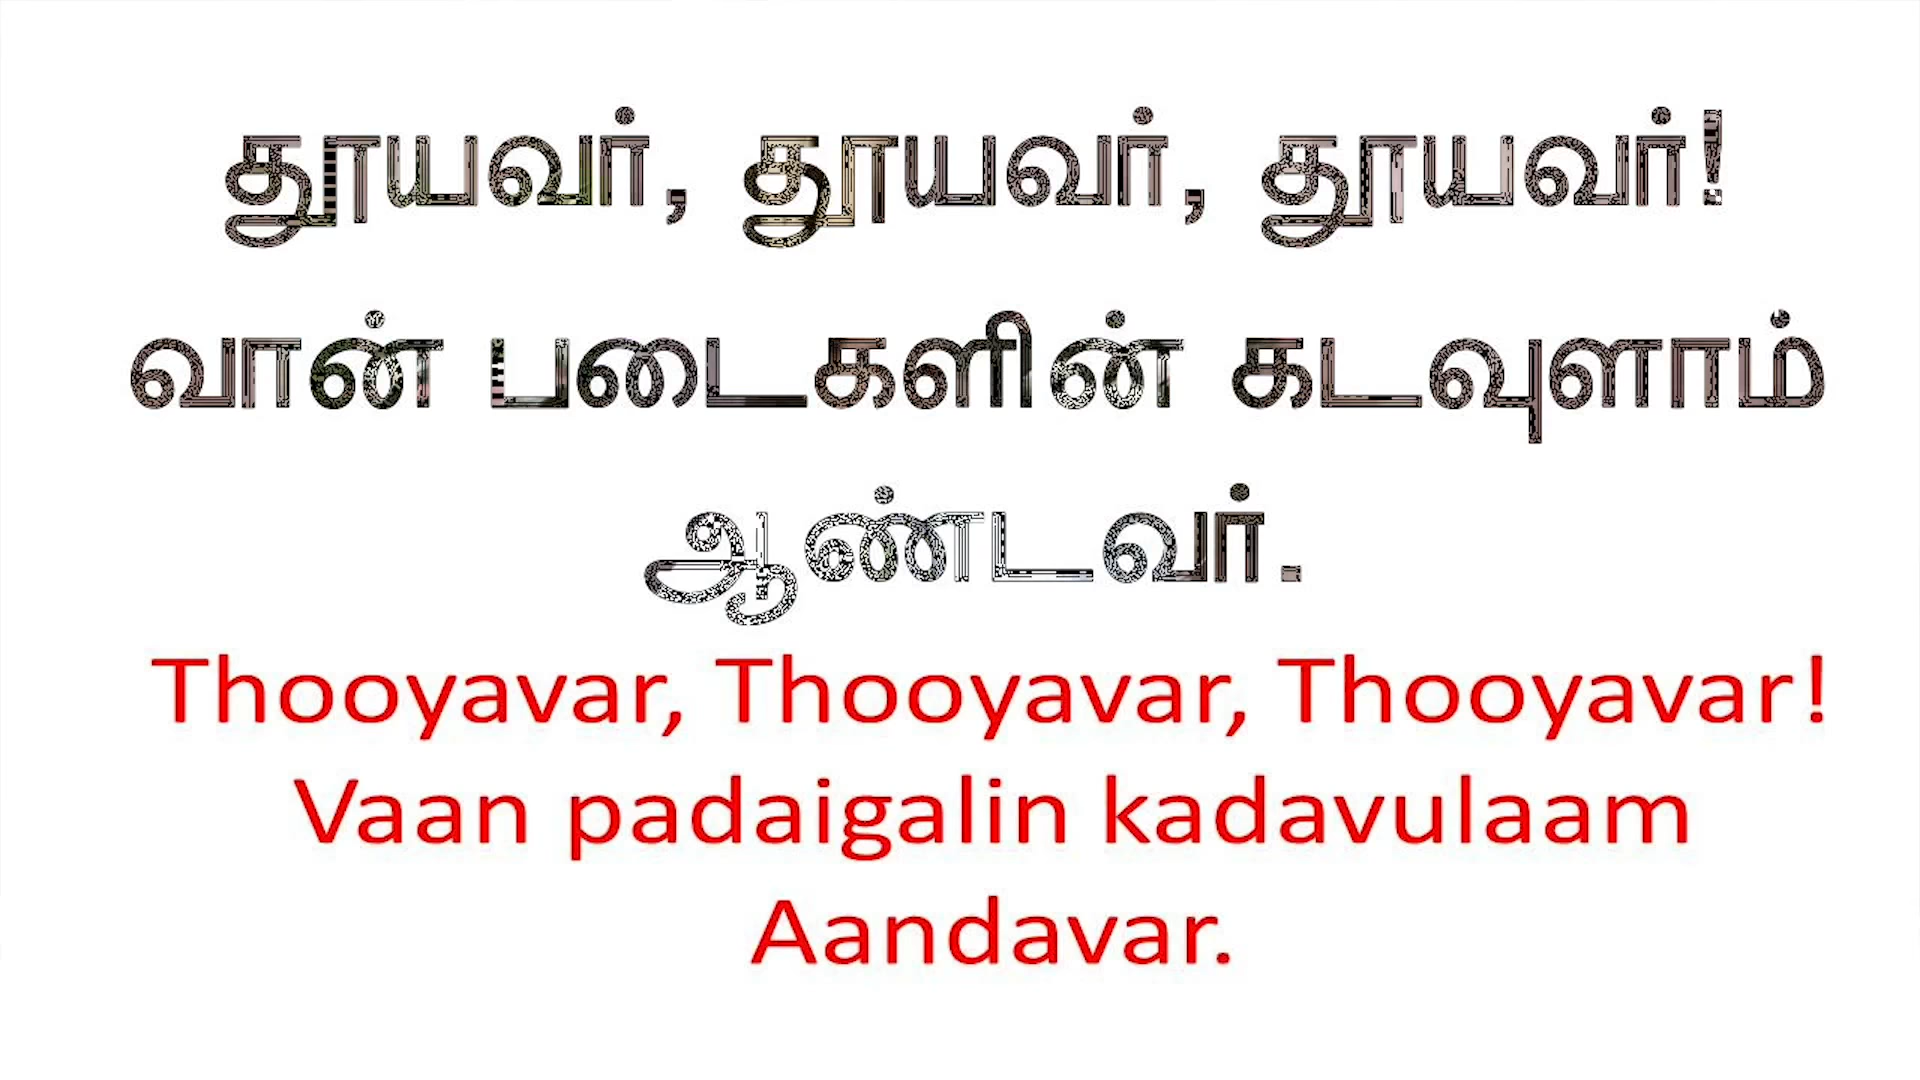 தூயவர், தூயவர், தூயவர்!
வான் படைகளின் கடவுளாம்
ஆண்டவர்.
Thooyavar, Thooyavar, Thooyavar!
Vaan padaigalin kadavulaam
Aandavar.